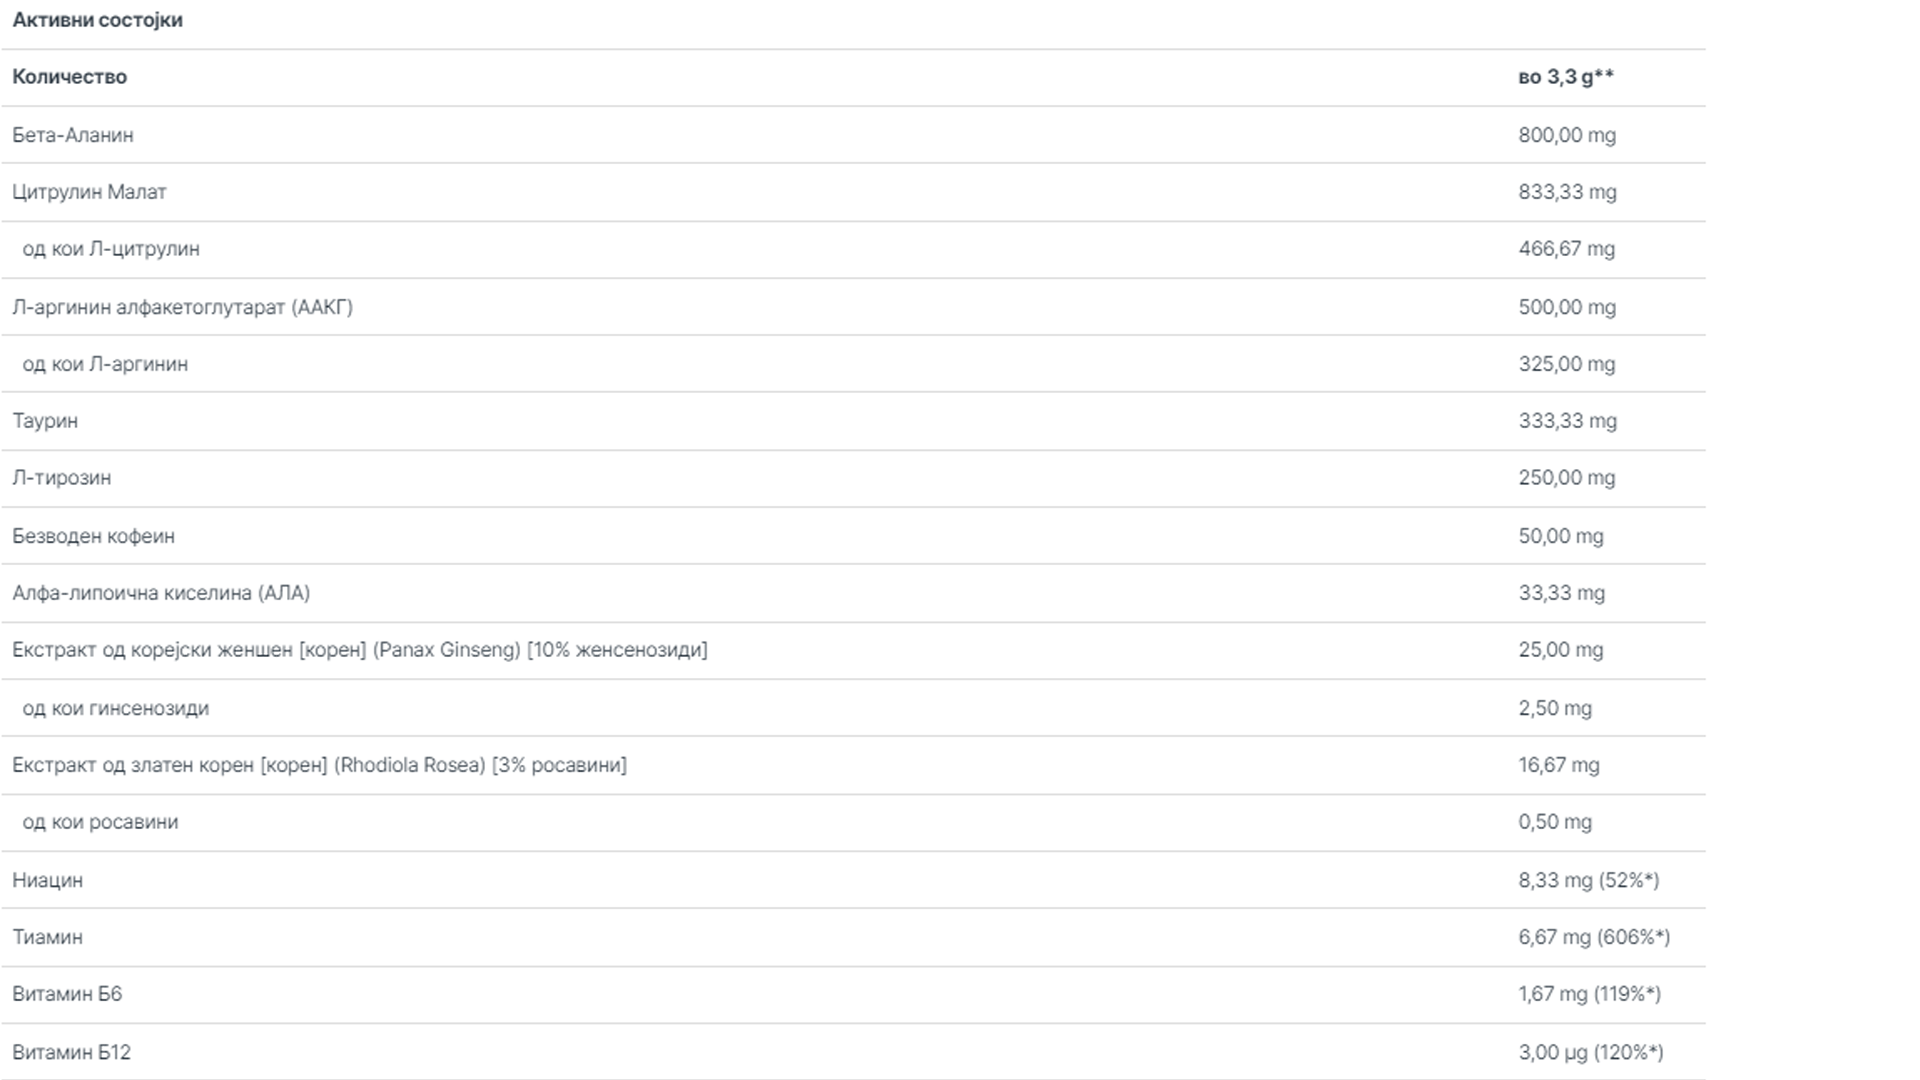 Активни состојки
Количество во 3,3 g**
Бета-Аланин 800,00 mg
Цитрулин Малат 833,33 mg
од кои Л-цитрулин 466,67 mg
Л-аргинин алфакетоглутарат (ААКГ) 500,00 mg
од кои Л-аргинин 325,00 mg
Таурин 333,33 mg
Л-тирозин 250,00 mg
Безводен кофеин 50,00 mg
Алфа-липоична киселина (АЛА) 33,33 mg
Екстракт од корејски женшен [корен] (Panax Ginseng) [10% женсенозиди] 25,00 mg
од кои гинсенозиди 2,50 mg
Екстракт од златен корен [корен] (Rhodiola Rosea) [3% росавини] 16,67 mg
од кои росавини 0,50 mg
Ниацин 8,33 mg (52%*)
Тиамин 6,67 mg (606%*)
Витамин Б6 1,67 mg (119%*)
Витамин Б12 3,00 µg (120%*)